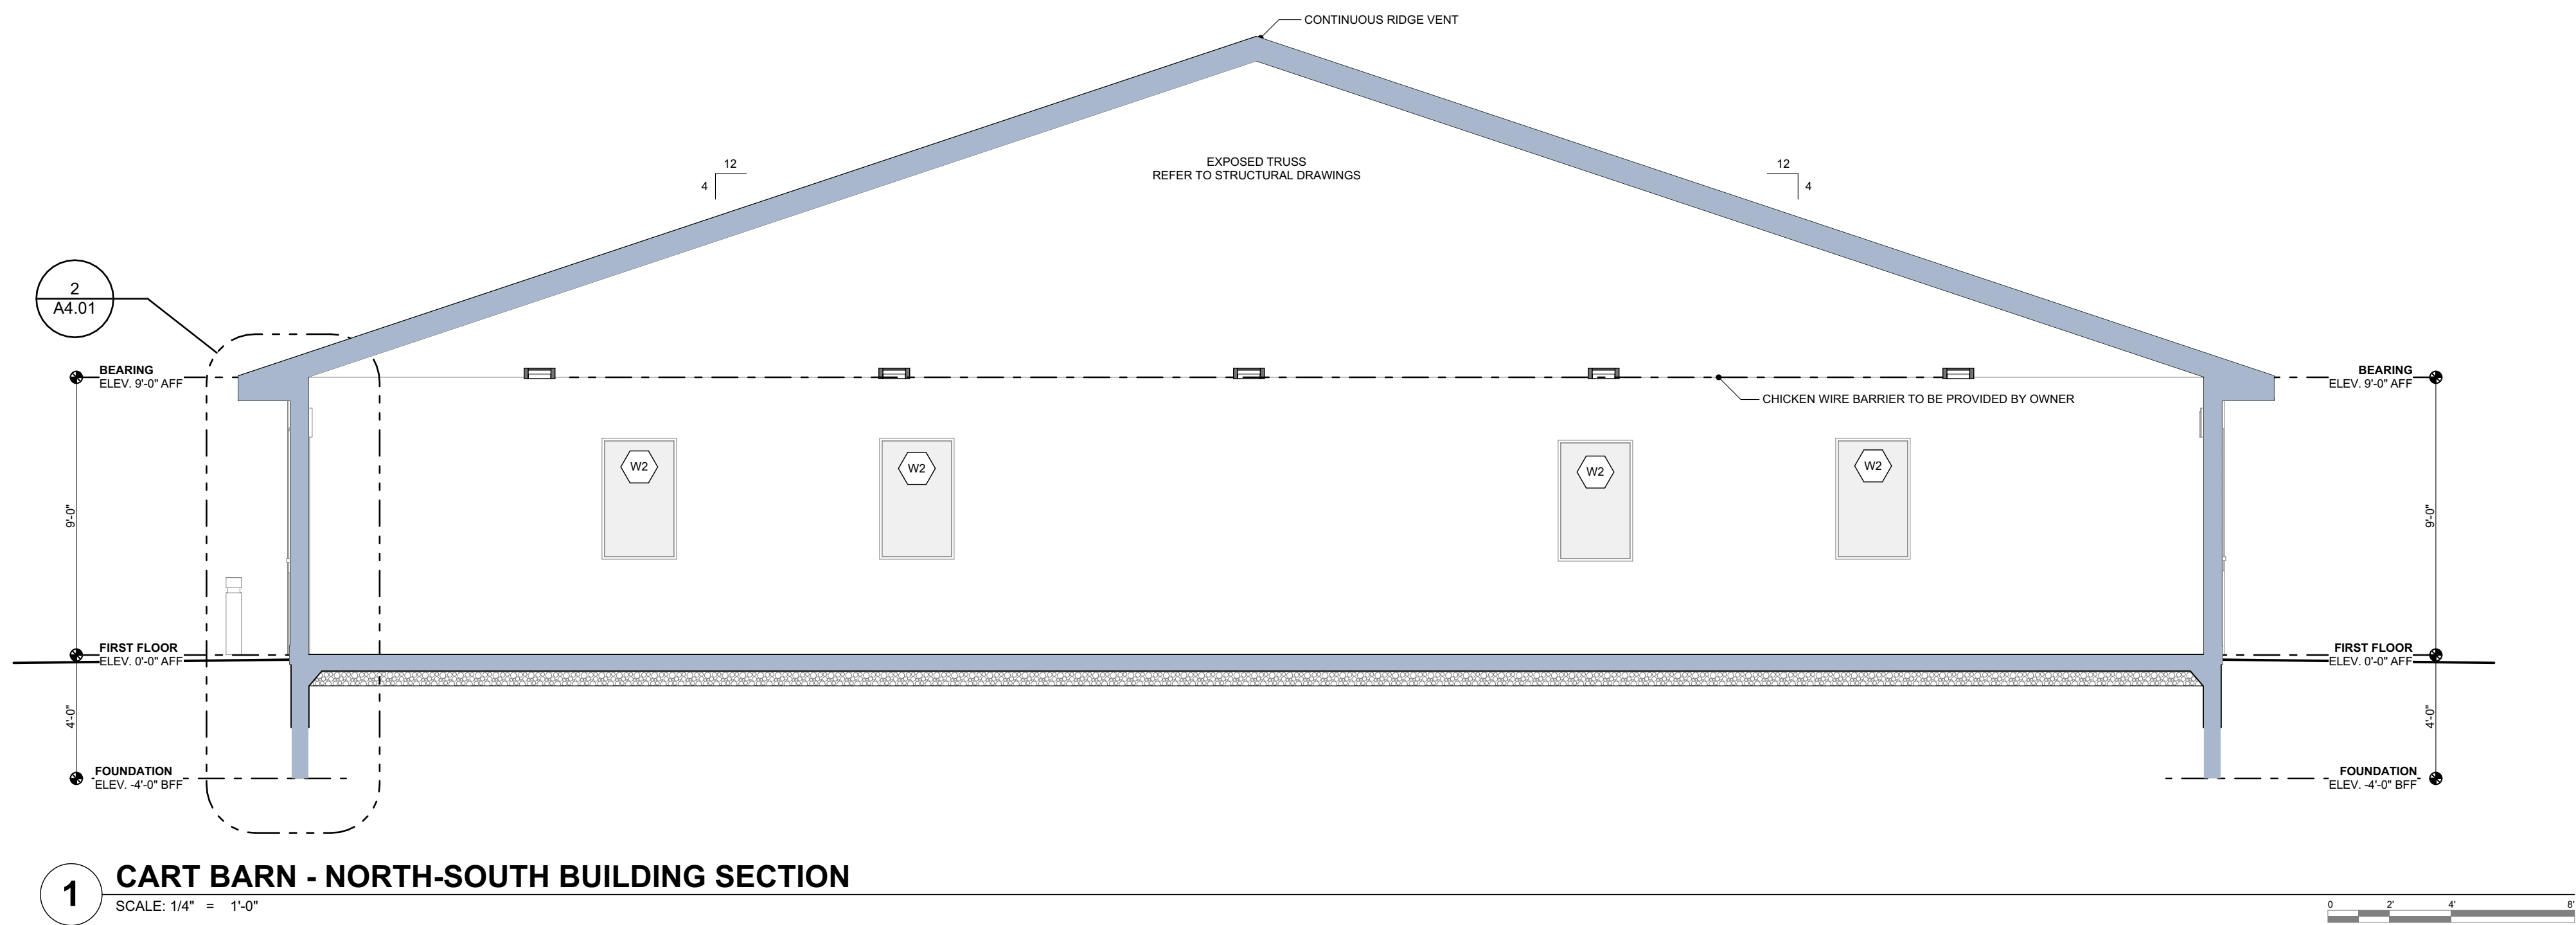 CONTINUOUS RIDGE VENT
12
4
EXPOSED TRUSS
REFER TO STRUCTURAL DRAWINGS
12
4
2
A4.01
BEARING
ELEV. 9'-0" AFF
BEARING
ELEV. 9'-0" AFF
CHICKEN WIRE BARRIER TO BE PROVIDED BY OWNER
W2
W2
W2
W2
9'-0"
9'-0"
FIRST FLOOR
ELEV. 0'-0" AFF
FIRST FLOOR
ELEV. 0'-0" AFF
4'-0"
4'-0"
FOUNDATION
ELEV. -4'-0" BFF
FOUNDATION
ELEV. -4'-0" BFF
1
CART BARN - NORTH-SOUTH BUILDING SECTION
SCALE: 1/4" = 1'-0"
0 2' 4' 8'